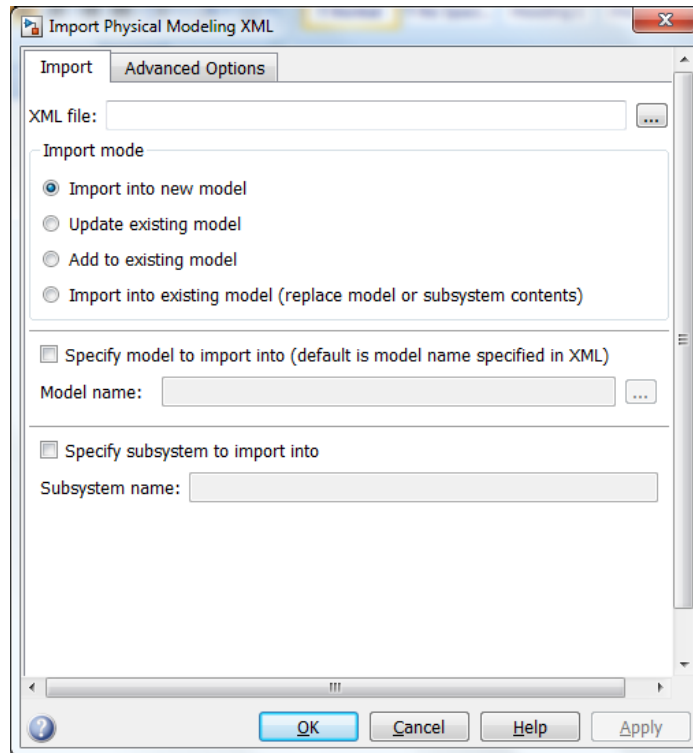 Import Physical Modeling XML
Import Advanced Options
XML file: ...
Import mode
Import into new model
Update existing model
Add to existing model
Import into existing model (replace model or subsystem contents)
Specify model to import into (default is model name specified in XML)
Model name: ...
Specify subsystem to import into
Subsystem name:
OK Cancel Help Apply